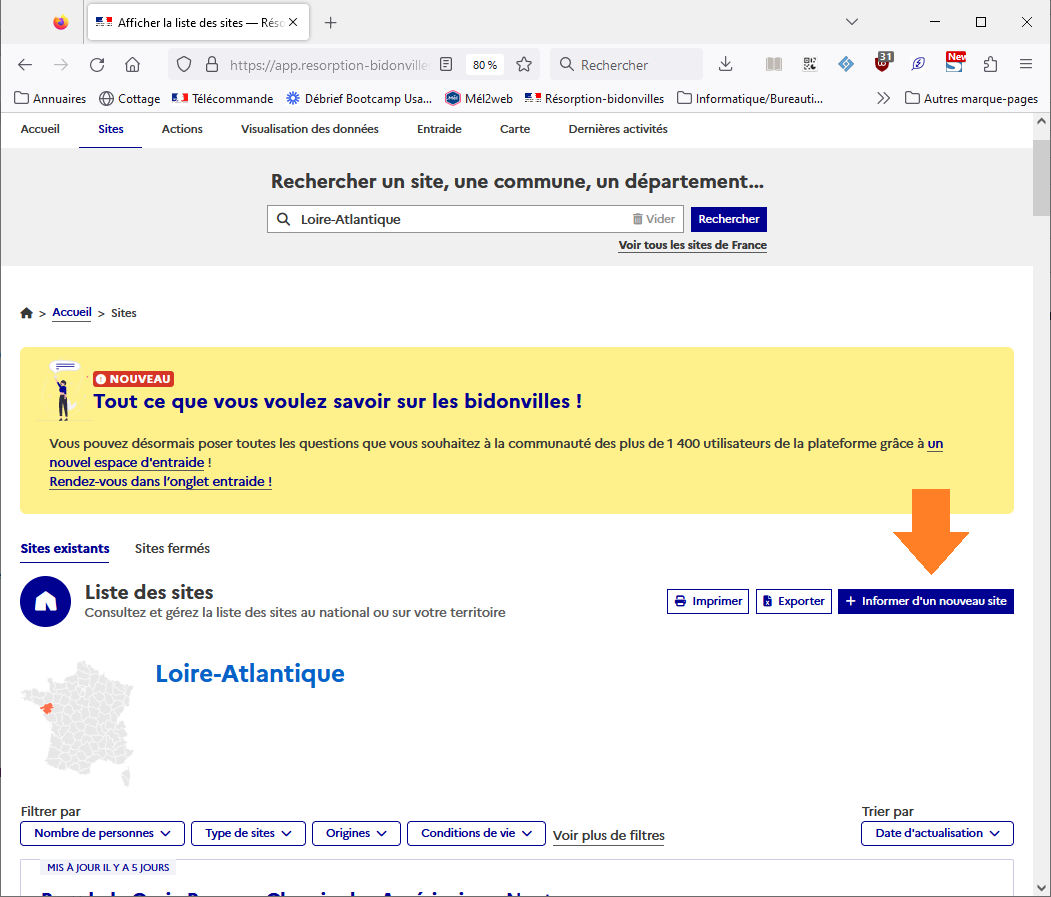 Afficher la liste des sites — Réso
https://app.resorption-bidonville
80 %
Rechercher
31
New
Annuaires
Cottage
Télécommande
Débrief Bootcamp Usa...
Mél2web
Résorption-bidonvilles
Informatique/Bureauti...
Autres marque-pages
Accueil
Sites
Actions
Visualisation des données
Entraide
Carte
Dernières activités
Rechercher un site, une commune, un département...
Loire-Atlantique
Vider
Rechercher
Voir tous les sites de France
> Accueil > Sites
NOUVEAU
Tout ce que vous voulez savoir sur les bidonvilles !
Vous pouvez désormais poser toutes les questions que vous souhaitez à la communauté des plus de 1 400 utilisateurs de la plateforme grâce à un
nouvel espace d'entraide !
Rendez-vous dans l'onglet entraide !
Sites existants
Sites fermés
Liste des sites
Consultez et gérez la liste des sites au national ou sur votre territoire
Imprimer
Exporter
+ Informer d'un nouveau site
Loire-Atlantique
Filtrer par
Trier par
Nombre de personnes
Type de sites
Origines
Conditions de vie
Voir plus de filtres
Date d'actualisation
MIS À JOUR IL Y A 5 JOURS